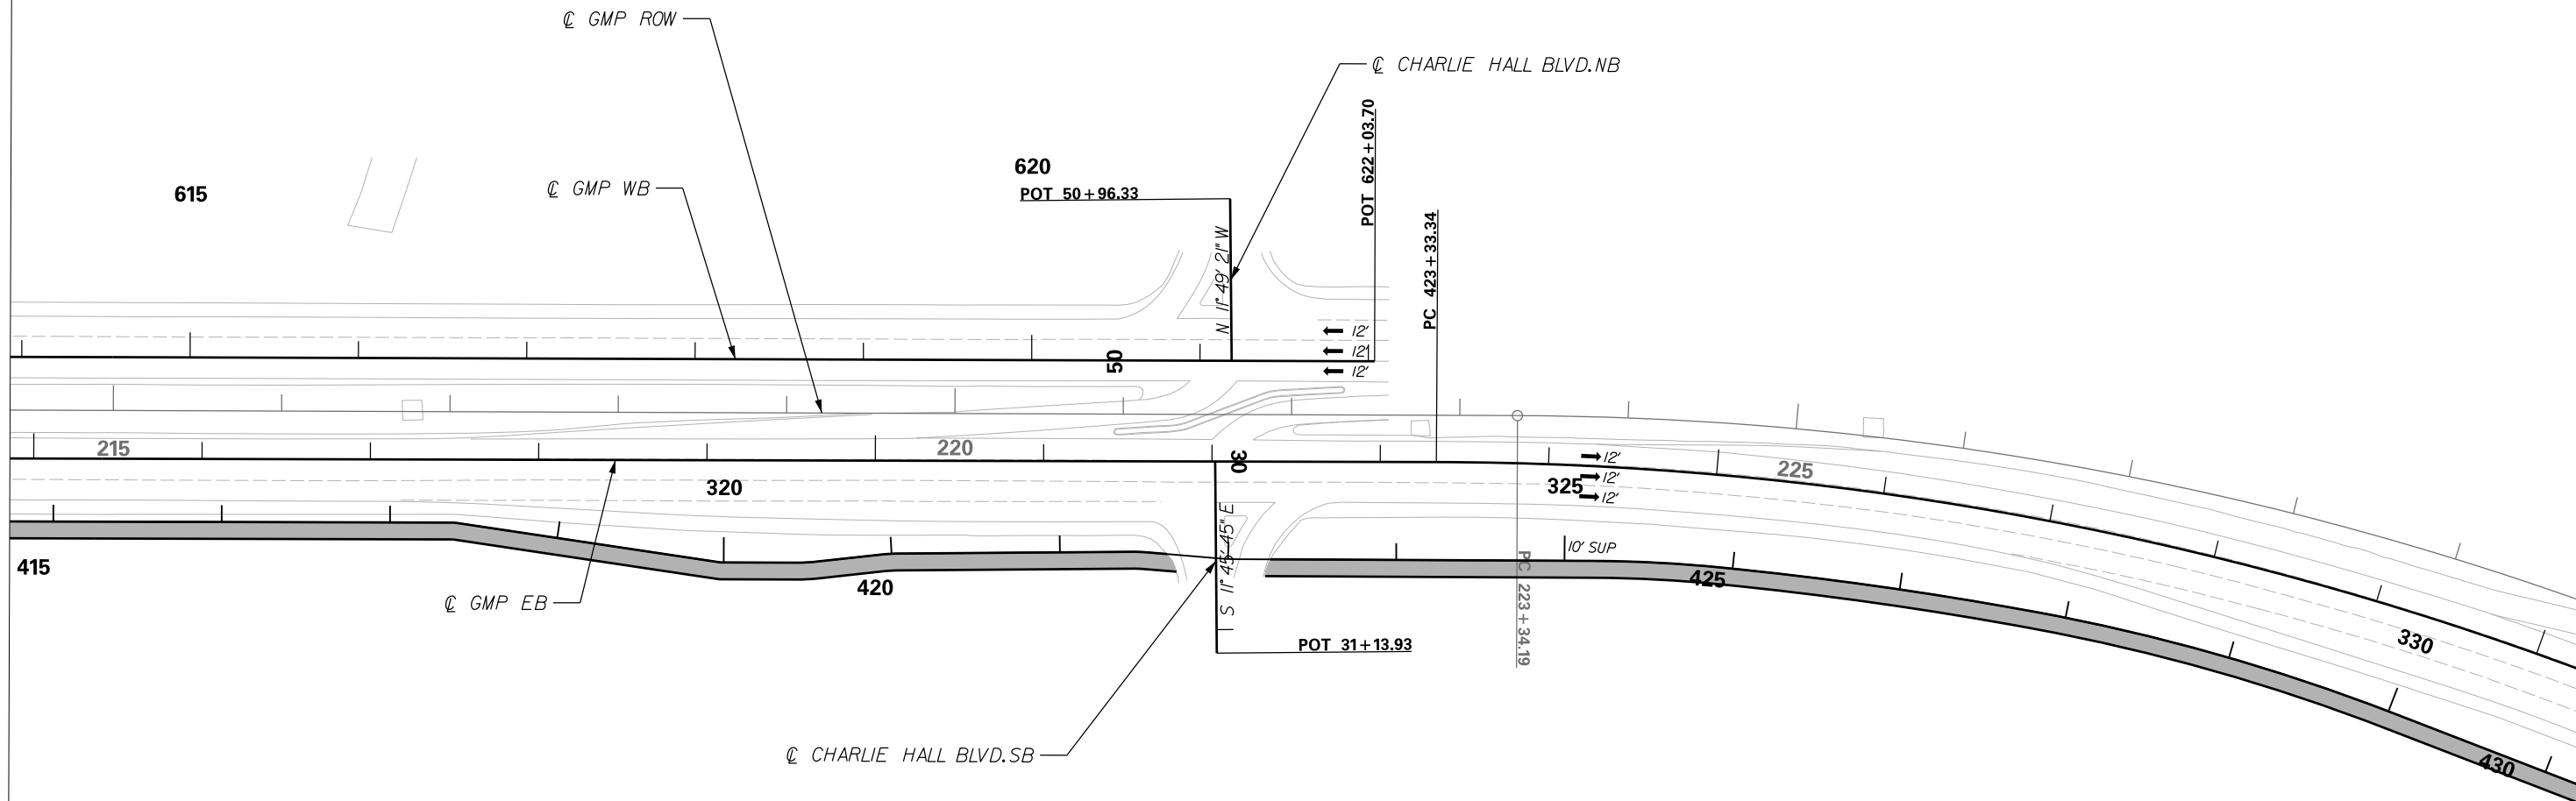 ℄ GMP ROW
℄ CHARLIE HALL BLVD.NB
POT 622+03.70
620
615
℄ GMP WB
POT 50+96.33
PC 423+33.34
N 11° 49' 21" W
12'
12'
12'
50
215
220
30
225
12'
12'
12'
320
325
S 11° 45' 45" E
10' SUP
415
420
425
PC 223+34.19
℄ GMP EB
POT 31+13.93
330
℄ CHARLIE HALL BLVD.SB
430